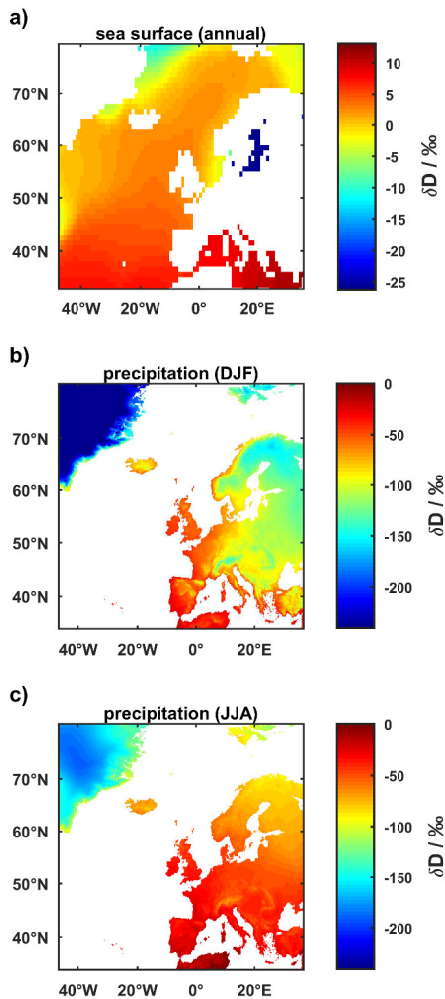 a)
sea surface (annual)
70°N
60°N
50°N
40°N
40°W 20°W 0° 20°E
10
5
0
-5
-10
-15
-20
-25
δD / ‰
b)
precipitation (DJF)
80°N
70°N
60°N
50°N
40°N
40°W 20°W 0° 20°E
0
-50
-100
-150
-200
δD / ‰
c)
precipitation (JJA)
70°N
60°N
50°N
40°N
40°W 20°W 0° 20°E
0
-50
-100
-150
-200
δD / ‰